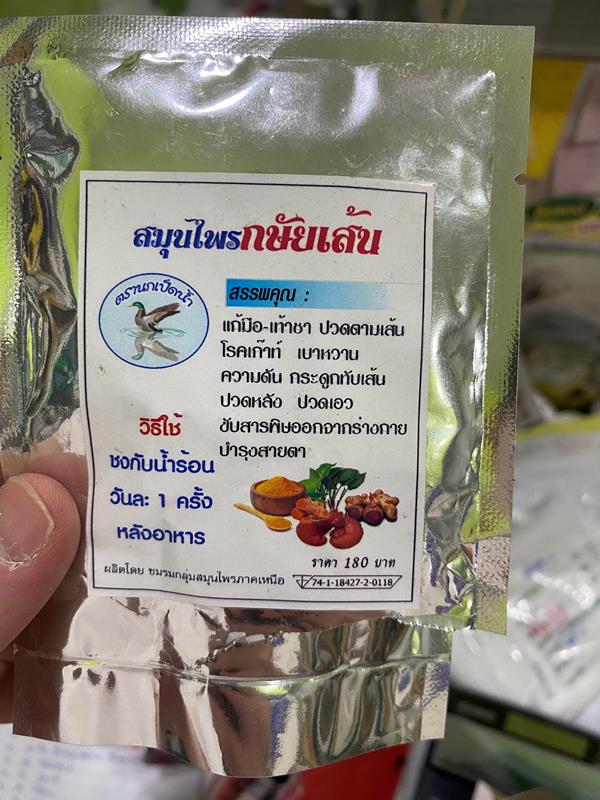 สมุนไพรกษัยเส้น
ตรานกเป็ดน้ำ
สรรพคุณ :
แก้มือ-เท้าชา ปวดตามเส้น
โรคเก๊าท์ เบาหวาน
ความดัน กระดูกทับเส้น
ปวดหลัง ปวดเอว
ขับสารพิษออกจากร่างกาย
บำรุงสายตา
วิธีใช้
ชงกับน้ำร้อน
วันละ 1 ครั้ง
หลังอาหาร
ราคา 180 บาท
ผลิตโดย ชมรมกลุ่มสมุนไพรภาคเหนือ
74-1-18427-2-0118